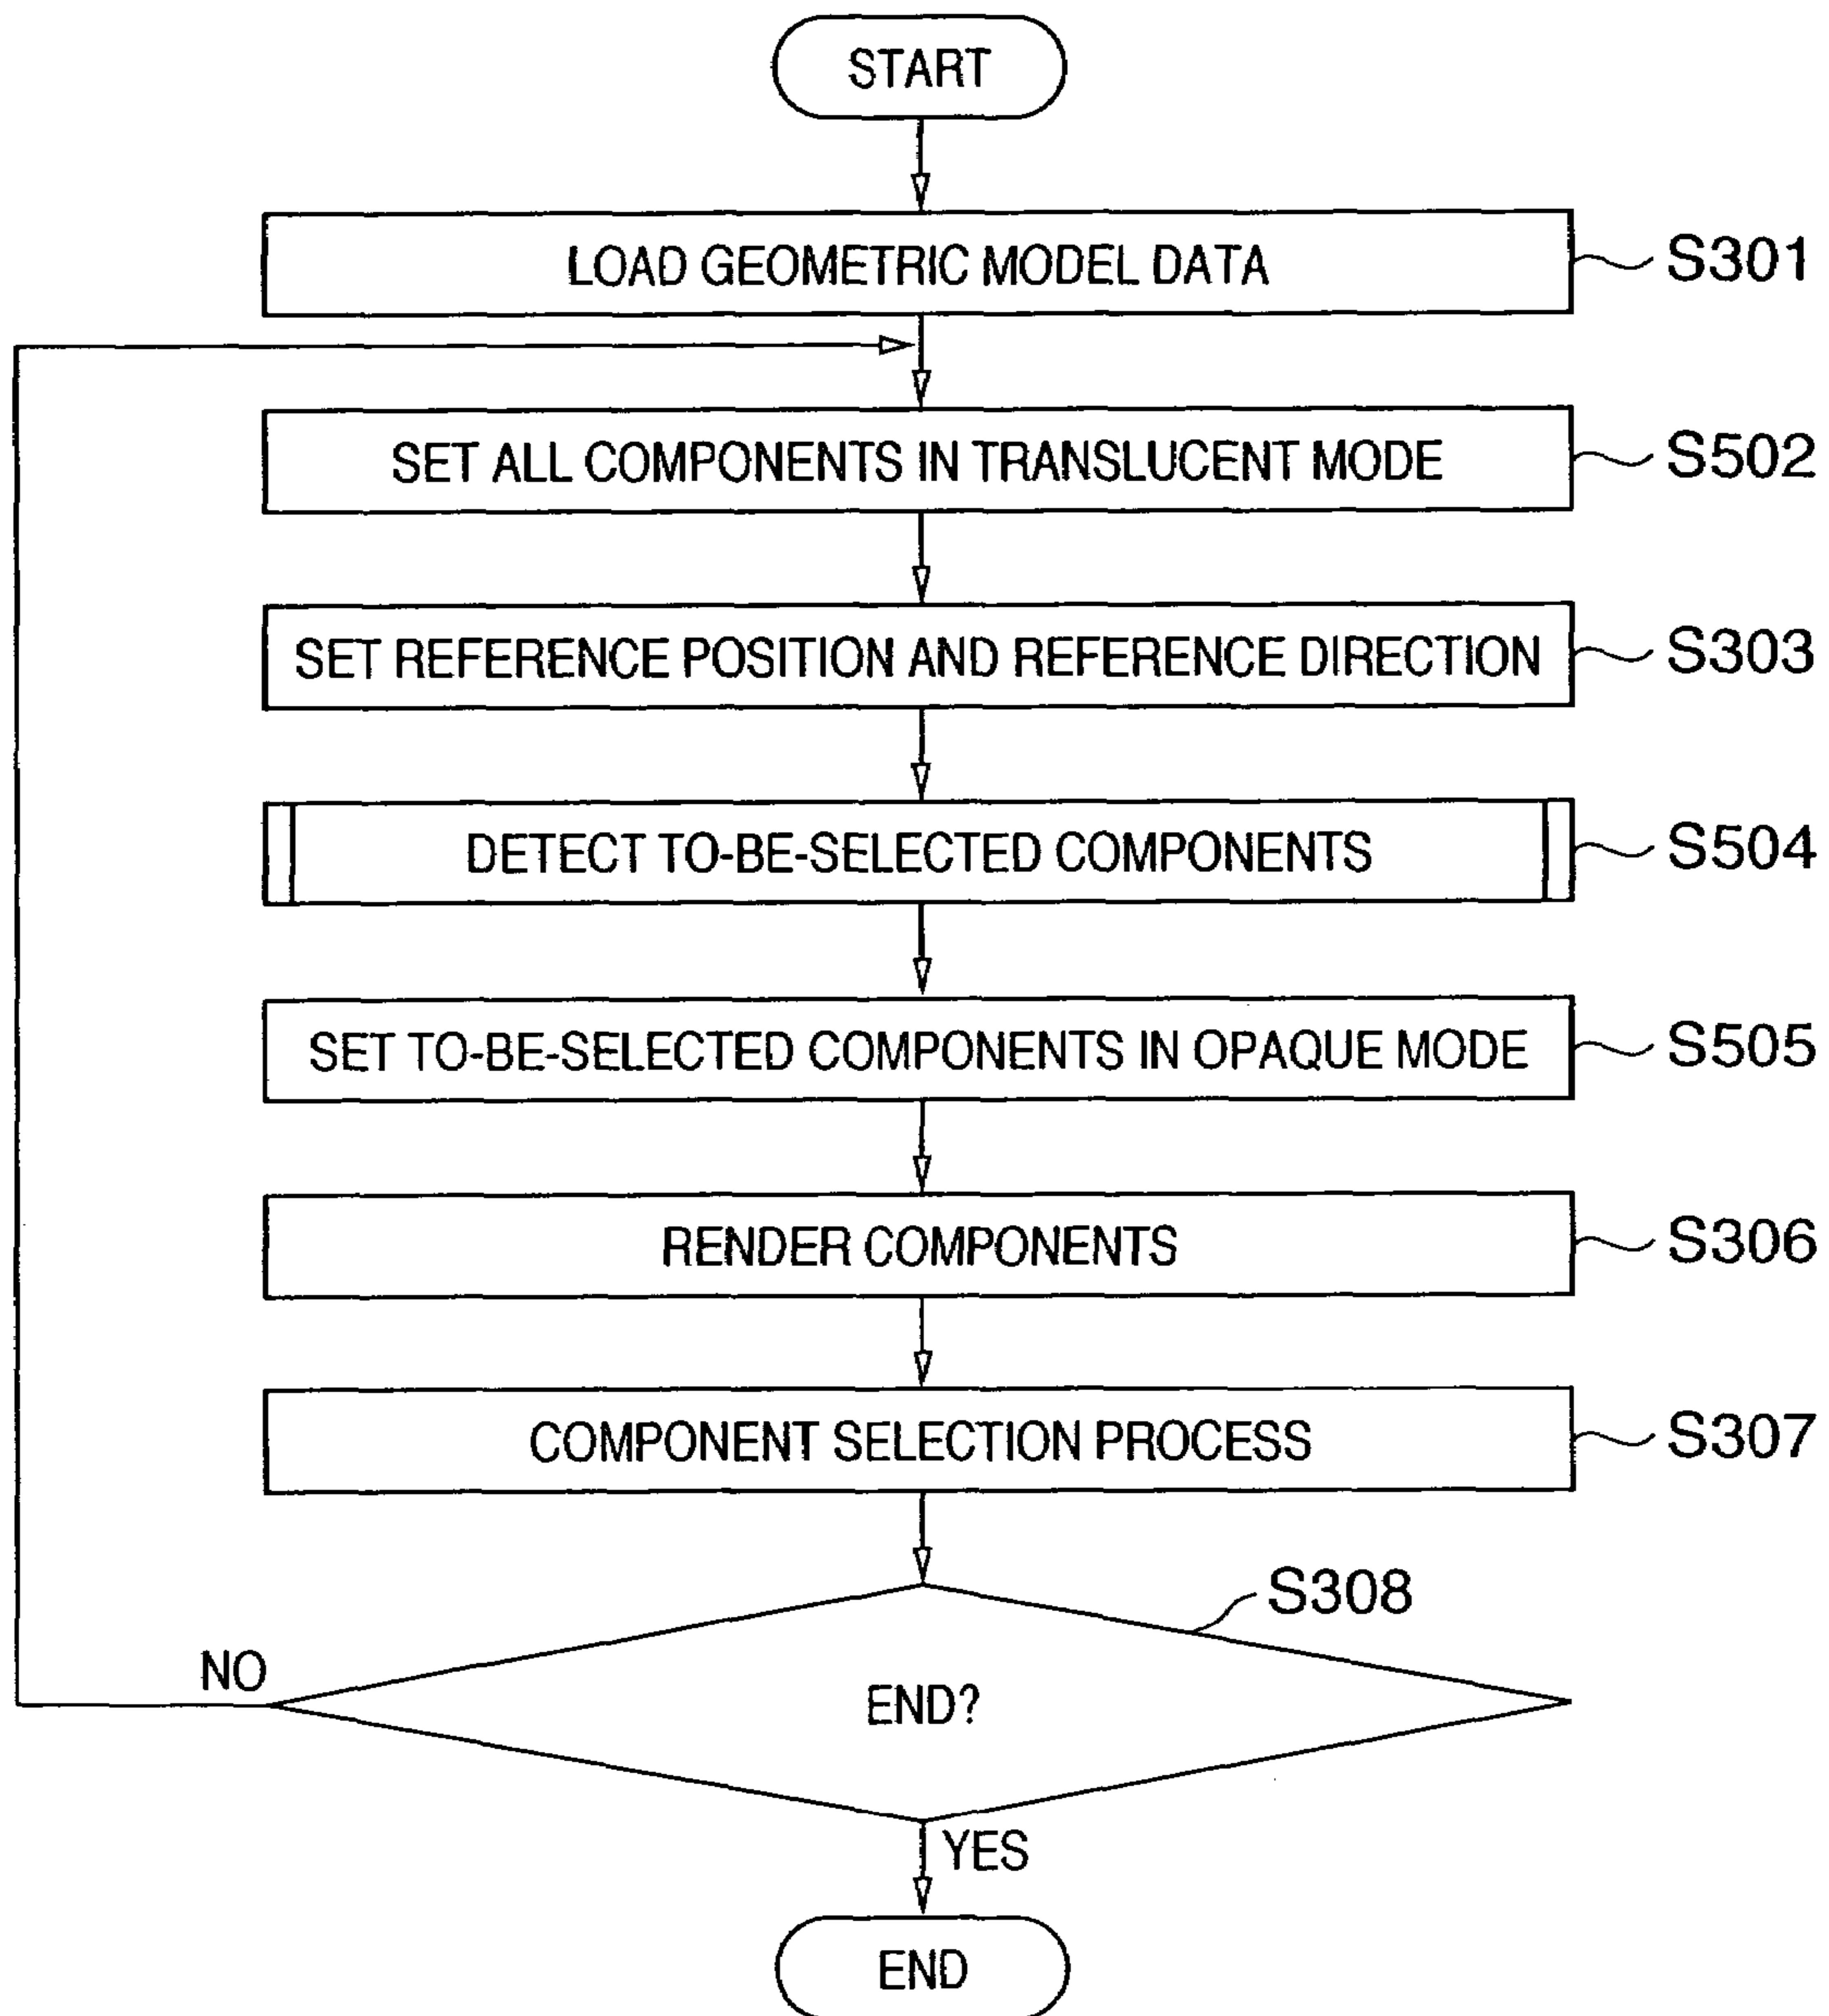 START
LOAD GEOMETRIC MODEL DATA
S301
SET ALL COMPONENTS IN TRANSLUCENT MODE
S502
SET REFERENCE POSITION AND REFERENCE DIRECTION
S303
DETECT TO-BE-SELECTED COMPONENTS
S504
SET TO-BE-SELECTED COMPONENTS IN OPAQUE MODE
S505
RENDER COMPONENTS
S306
COMPONENT SELECTION PROCESS
S307
S308
NO
END?
YES
END